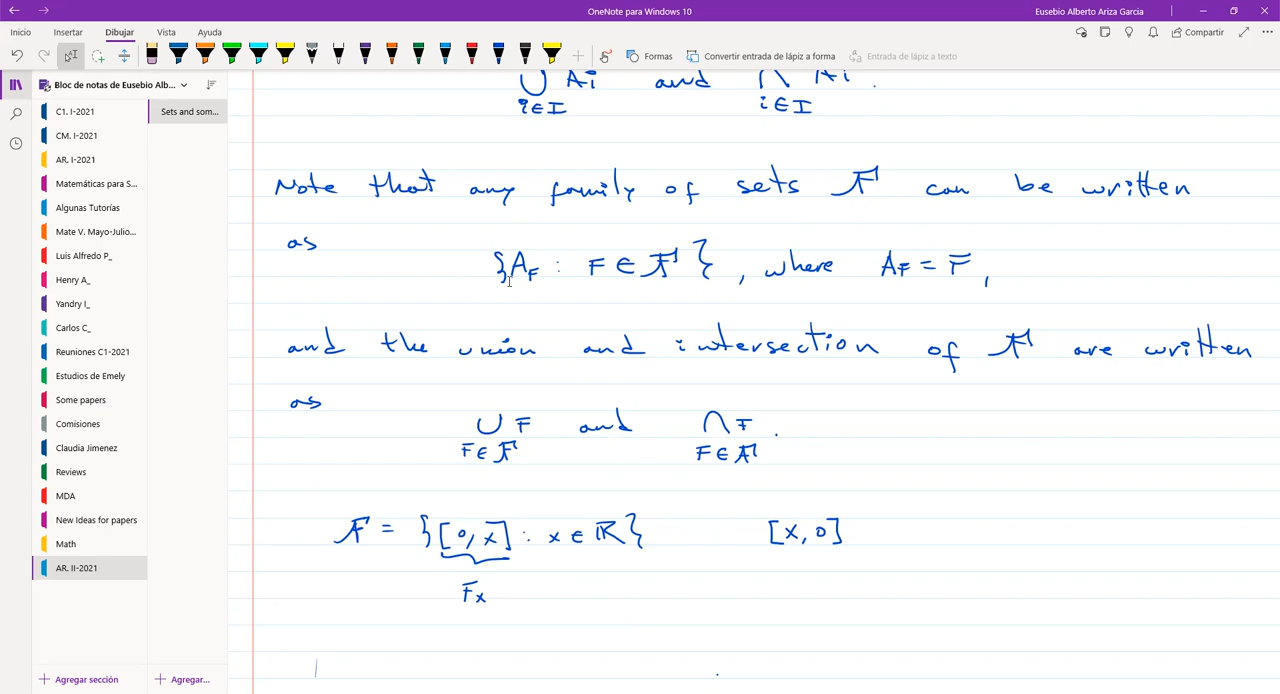 OneNote para Windows 10
Eusebio Alberto Ariza Garcia
Inicio Insertar Dibujar Vista Ayuda
Compartir
Formas Convertir entrada de lápiz a forma Entrada de lápiz a texto
Bloc de notas de Eusebio Alb...
C1. I-2021
CM. I-2021
AR. I-2021
Matemáticas para S...
Algunas Tutorías
Mate V. Mayo-Julio...
Luis Alfredo P_
Henry A_
Yandry I_
Carlos C_
Reuniones C1-2021
Estudios de Emely
Some papers
Comisiones
Claudia Jimenez
Reviews
MDA
New Ideas for papers
Math
AR. II-2021
Agregar sección
Sets and som...
Agregar...
∪ Ai and ∩ Ai .
i∈I i∈I
Note that any family of sets ℱ can be written
as
{A_F : F ∈ ℱ}, where A_F = F,
and the union and intersection of ℱ are written
as
∪ F and ∩ F .
F∈ℱ F∈ℱ
ℱ = {[0,x] : x ∈ ℝ} [x,0]
Fx